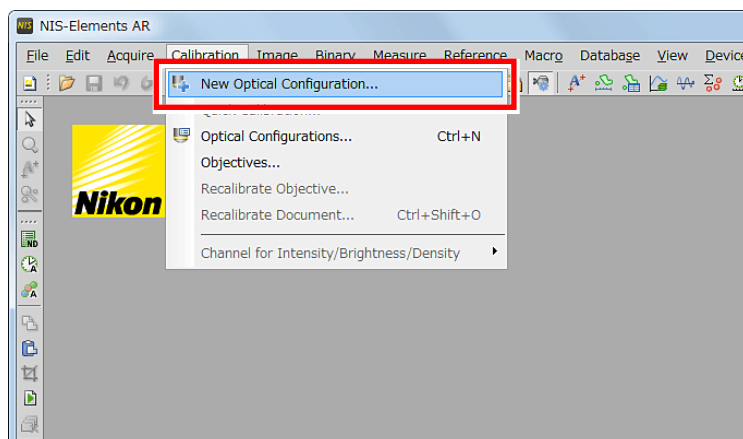 NIS-Elements AR
File Edit Acquire Calibration Image Binary Measure Reference Macro Database View Device
New Optical Configuration...
Optical Configurations... Ctrl+N
Objectives...
Recalibrate Objective...
Recalibrate Document... Ctrl+Shift+O
Channel for Intensity/Brightness/Density
Nikon